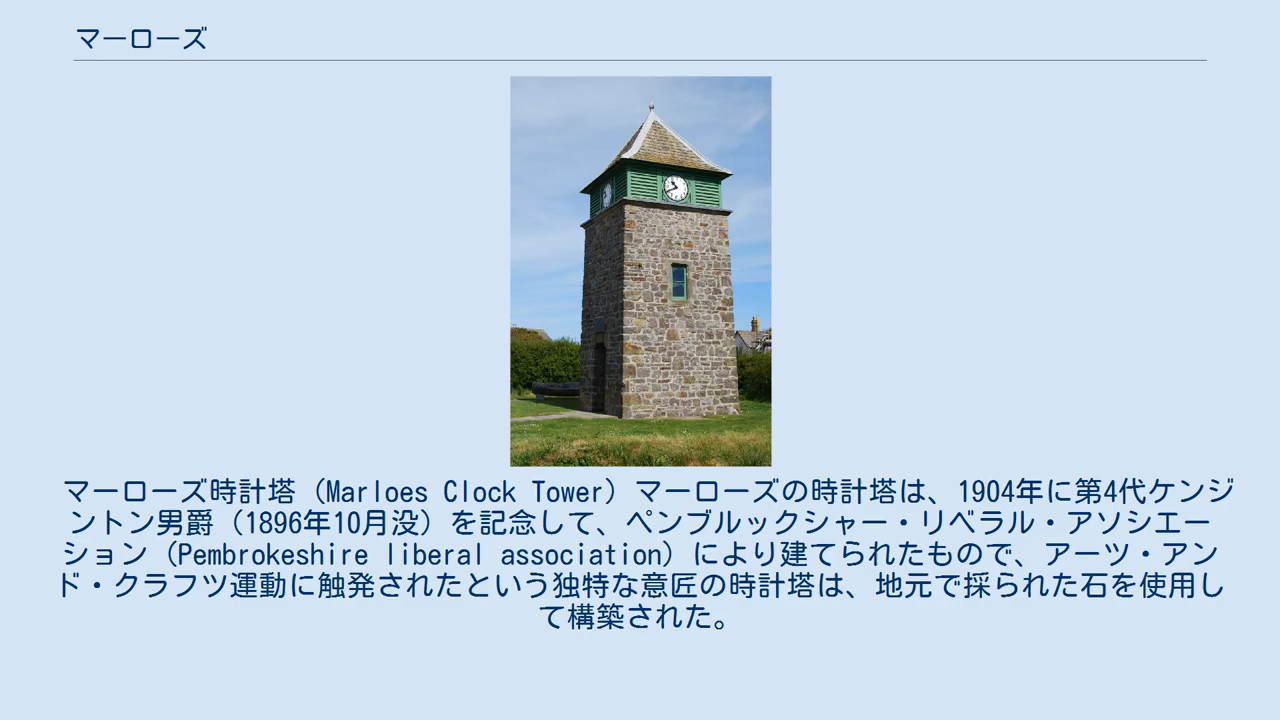 マーローズ
マーローズ時計塔（Marloes Clock Tower）マーローズの時計塔は、1904年に第4代ケンジ
ントン男爵（1896年10月没）を記念して、ペンブルックシャー・リベラル・アソシエー
ション（Pembrokeshire liberal association）により建てられたもので、アーツ・アン
ド・クラフツ運動に触発されたという独特な意匠の時計塔は、地元で採られた石を使用し
て構築された。